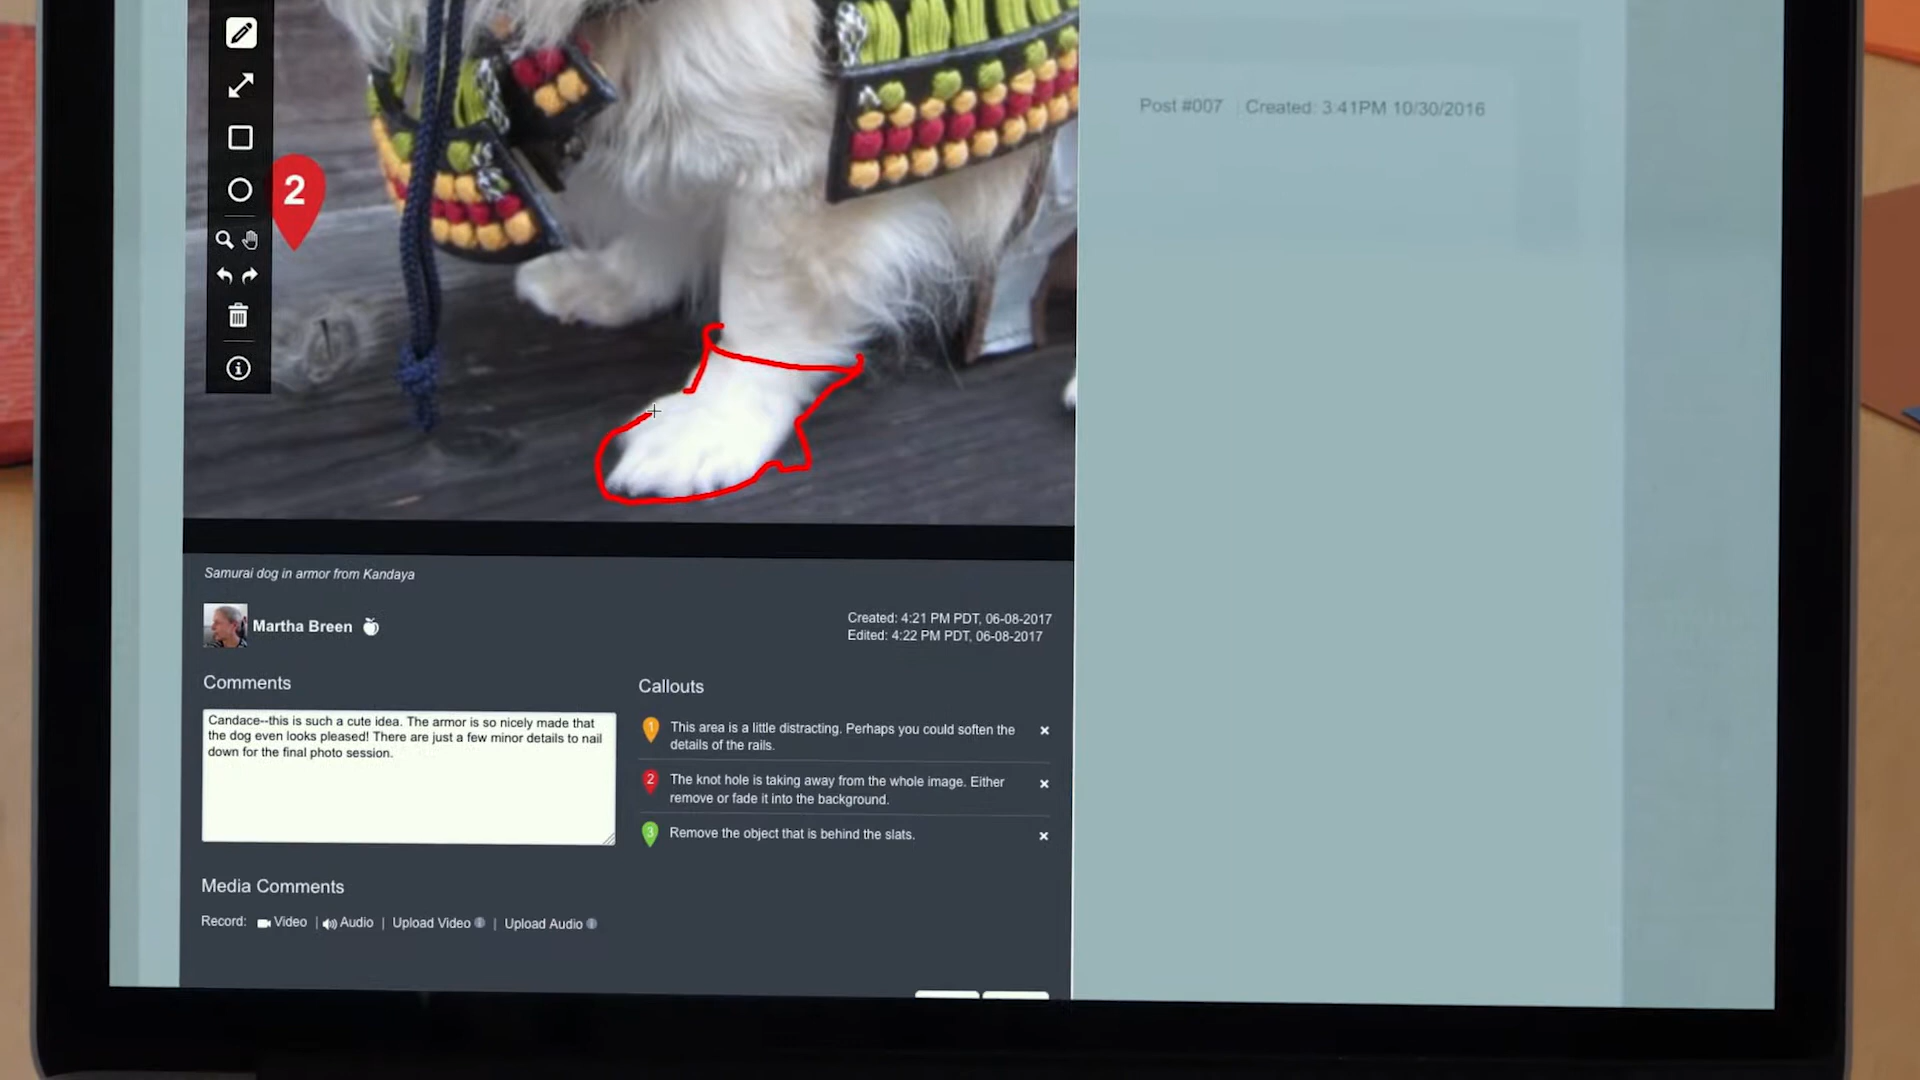 2
Post #007 | Created: 3:41PM 10/30/2016
Samurai dog in armor from Kandaya
Martha Breen
Created: 4:21 PM PDT, 06-08-2017
Edited: 4:22 PM PDT, 06-08-2017
Comments
Candace--this is such a cute idea. The armor is so nicely made that
the dog even looks pleased! There are just a few minor details to nail
down for the final photo session.
Callouts
1 This area is a little distracting. Perhaps you could soften the
details of the rails.
2 The knot hole is taking away from the whole image. Either
remove or fade it into the background.
3 Remove the object that is behind the slats.
Media Comments
Record: Video | Audio | Upload Video | Upload Audio